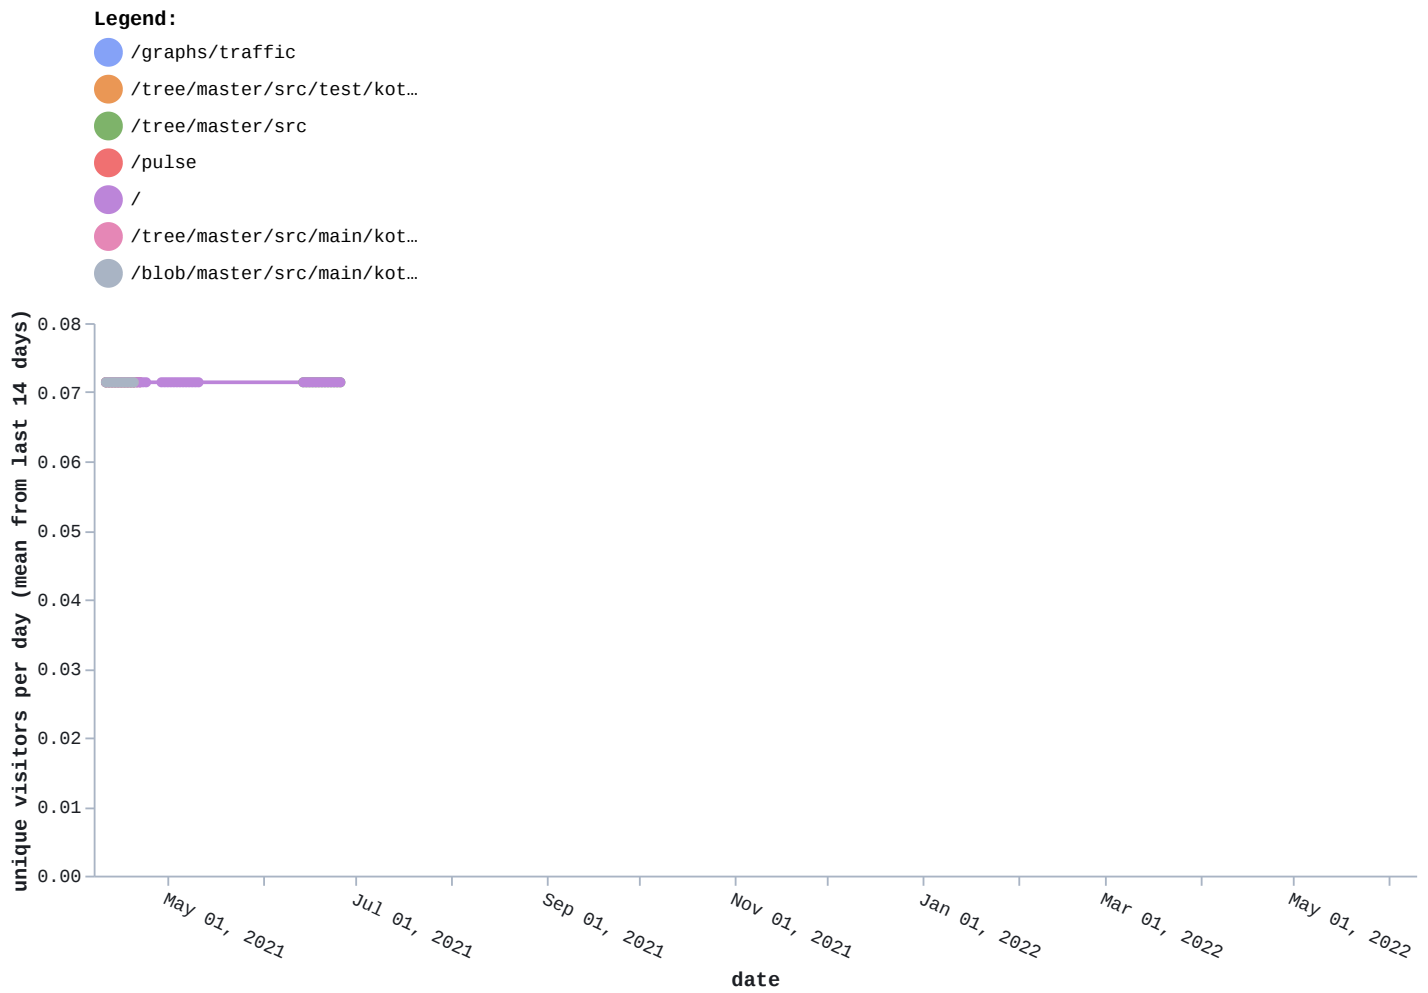 Legend:
/graphs/traffic
/tree/master/src/test/kot…
/tree/master/src
/pulse
/
/tree/master/src/main/kot…
/blob/master/src/main/kot…
unique visitors per day (mean from last 14 days)
0.08
0.07
0.06
0.05
0.04
0.03
0.02
0.01
0.00
May 01, 2021
Jul 01, 2021
Sep 01, 2021
Nov 01, 2021
Jan 01, 2022
Mar 01, 2022
May 01, 2022
date